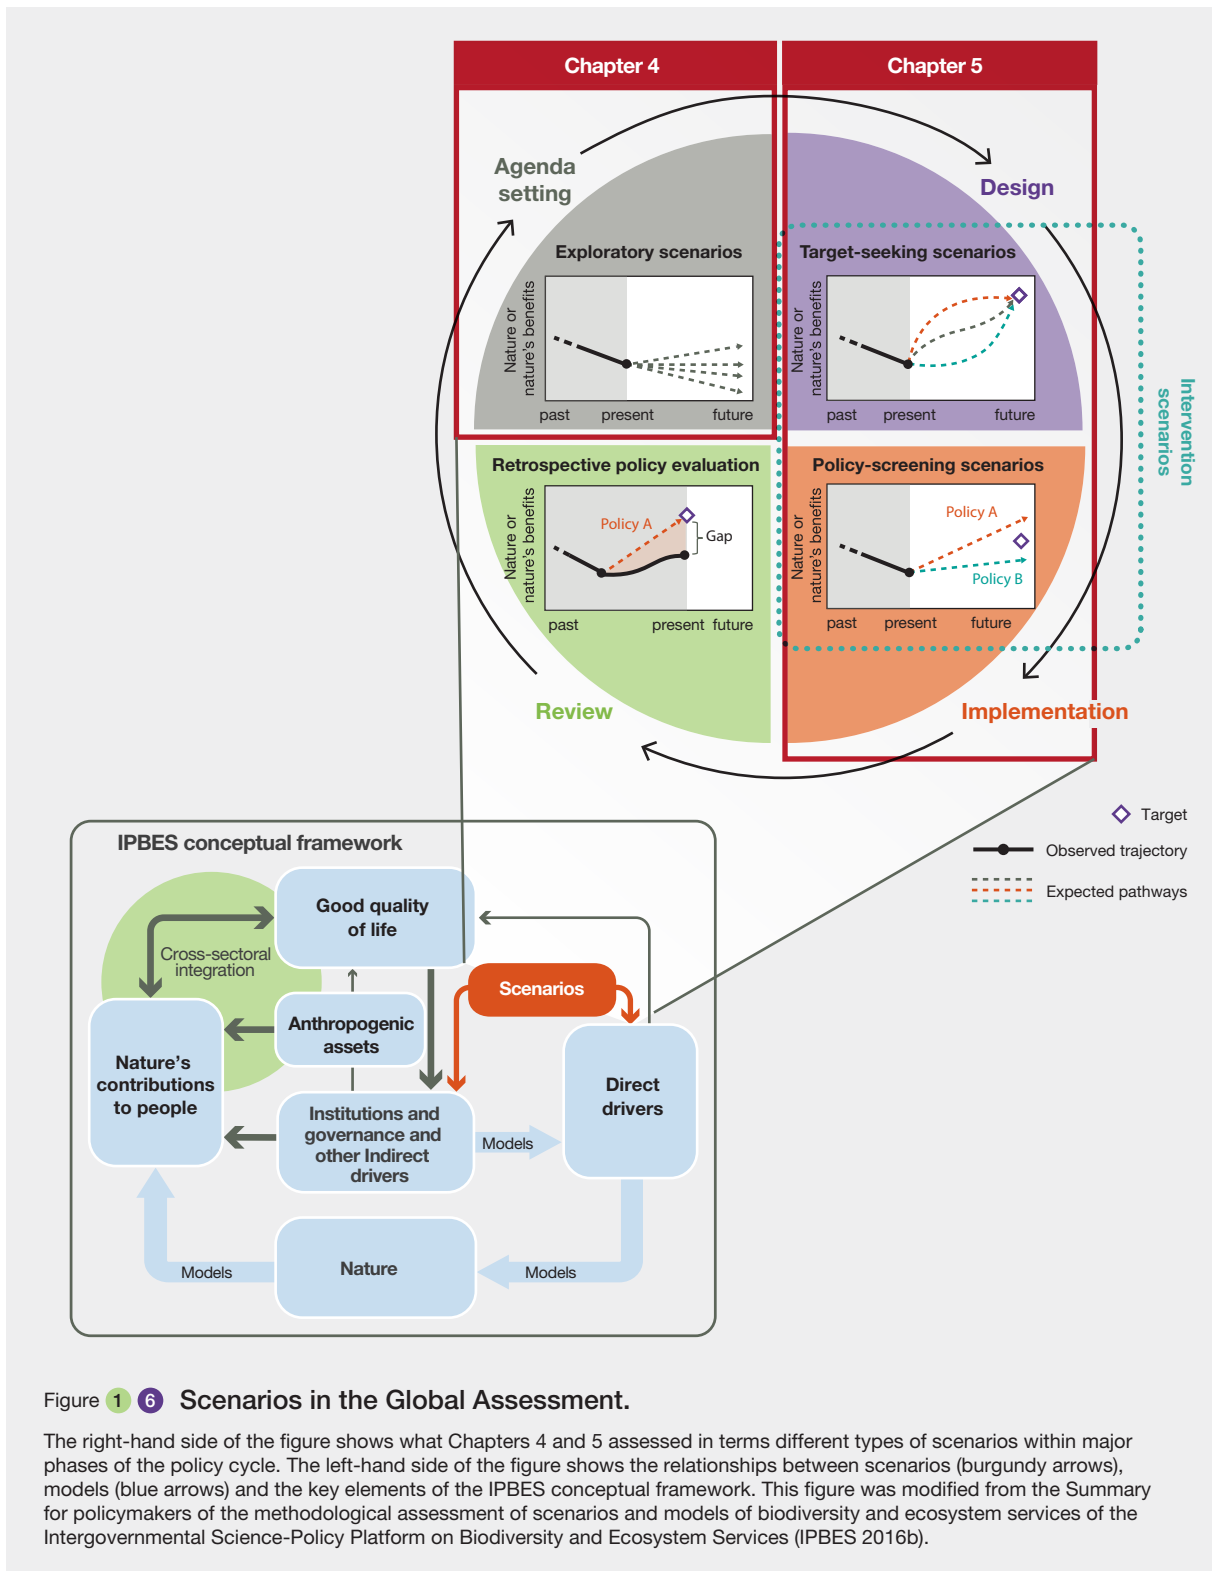 Chapter 4
Chapter 5
Agenda
setting
Design
Exploratory scenarios
Nature or
nature's benefits
past present future
Target-seeking scenarios
Nature or
nature's benefits
past present future
Intervention
scenarios
Retrospective policy evaluation
Nature or
nature's benefits
Policy A
Gap
past present future
Policy-screening scenarios
Nature or
nature's benefits
Policy A
Policy B
past present future
Review
Implementation
Target
Observed trajectory
Expected pathways
IPBES conceptual framework
Good quality
of life
Cross-sectoral
integration
Scenarios
Anthropogenic
assets
Nature's
contributions
to people
Direct
drivers
Institutions and
governance and
other Indirect
drivers
Models
Nature
Models
Models
Figure 1 6 Scenarios in the Global Assessment.
The right-hand side of the figure shows what Chapters 4 and 5 assessed in terms different types of scenarios within major
phases of the policy cycle. The left-hand side of the figure shows the relationships between scenarios (burgundy arrows),
models (blue arrows) and the key elements of the IPBES conceptual framework. This figure was modified from the Summary
for policymakers of the methodological assessment of scenarios and models of biodiversity and ecosystem services of the
Intergovernmental Science-Policy Platform on Biodiversity and Ecosystem Services (IPBES 2016b).